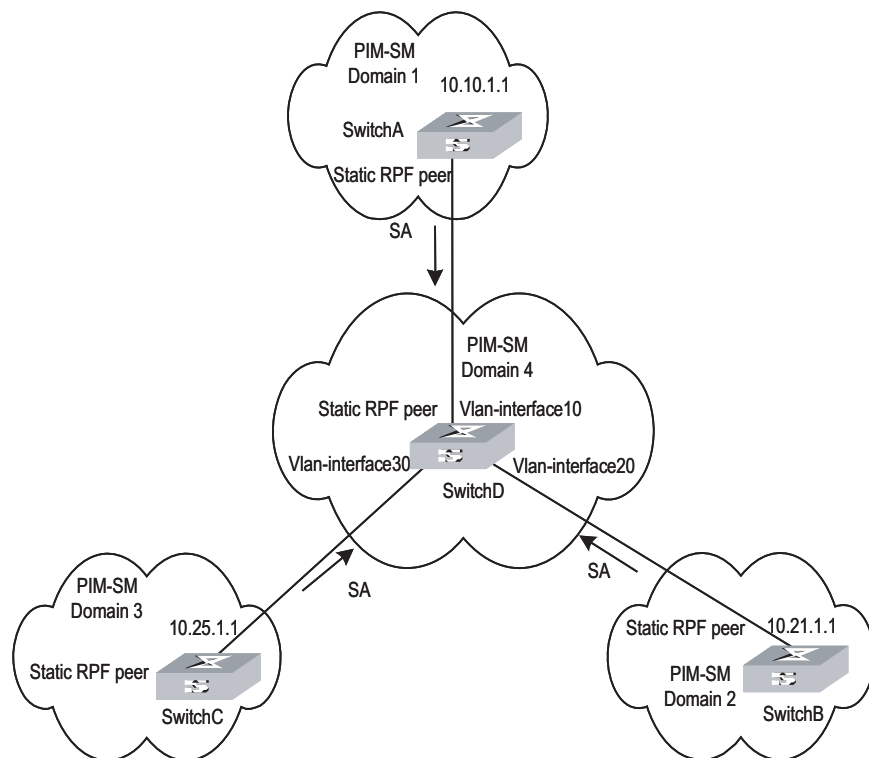 PIM-SM
Domain 1
10.10.1.1
SwitchA
Static RPF peer
SA
PIM-SM
Domain 4
Static RPF peer
Vlan-interface10
Vlan-interface30
Vlan-interface20
SwitchD
SA
SA
PIM-SM
Domain 3
10.25.1.1
Static RPF peer
SwitchC
Static RPF peer
10.21.1.1
PIM-SM
Domain 2
SwitchB